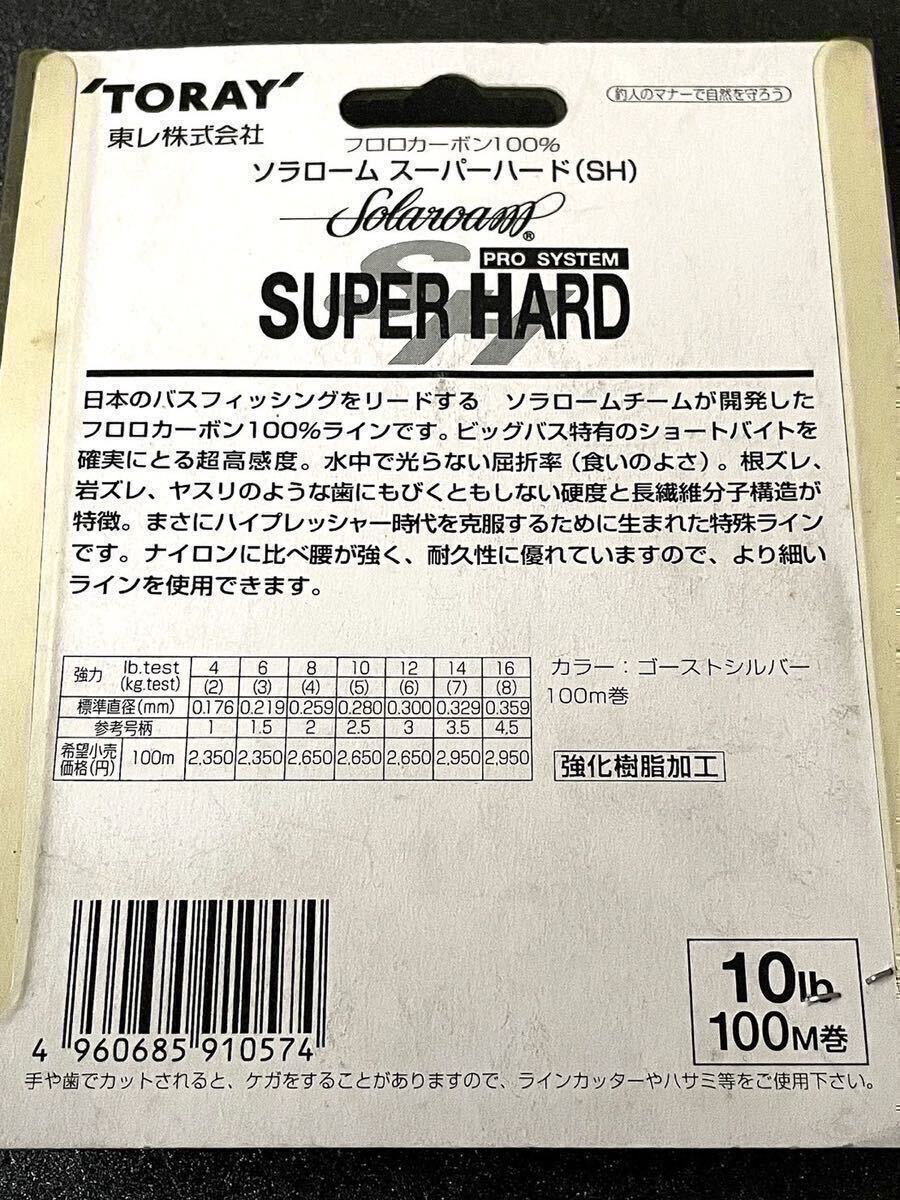 'TORAY'
東レ株式会社
釣人のマナーで自然を守ろう
フロロカーボン100%
ソラローム スーパーハード(SH)
Solaroam®
SH
PRO SYSTEM
SUPER HARD
日本のバスフィッシングをリードする ソラロームチームが開発した
フロロカーボン100%ラインです。ビッグバス特有のショートバイトを
確実にとる超高感度。水中で光らない屈折率(食いのよさ)。根ズレ、
岩ズレ、ヤスリのような歯にもびくともしない硬度と長繊維分子構造が
特徴。まさにハイプレッシャー時代を克服するために生まれた特殊ライン
です。ナイロンに比べ腰が強く、耐久性に優れていますので、より細い
ラインを使用できます。
強力 lb.test 4 6 8 10 12 14 16
(kg.test) (2) (3) (4) (5) (6) (7) (8)
標準直径(mm) 0.176 0.219 0.259 0.280 0.300 0.329 0.359
参考号柄 1 1.5 2 2.5 3 3.5 4.5
希望小売価格(円) 100m 2,350 2,350 2,650 2,650 2,650 2,950 2,950
カラー:ゴーストシルバー
100m巻
強化樹脂加工
4 960685 910574
10lb
100M巻
手や歯でカットされると、ケガをすることがありますので、ラインカッターやハサミ等をご使用下さい。